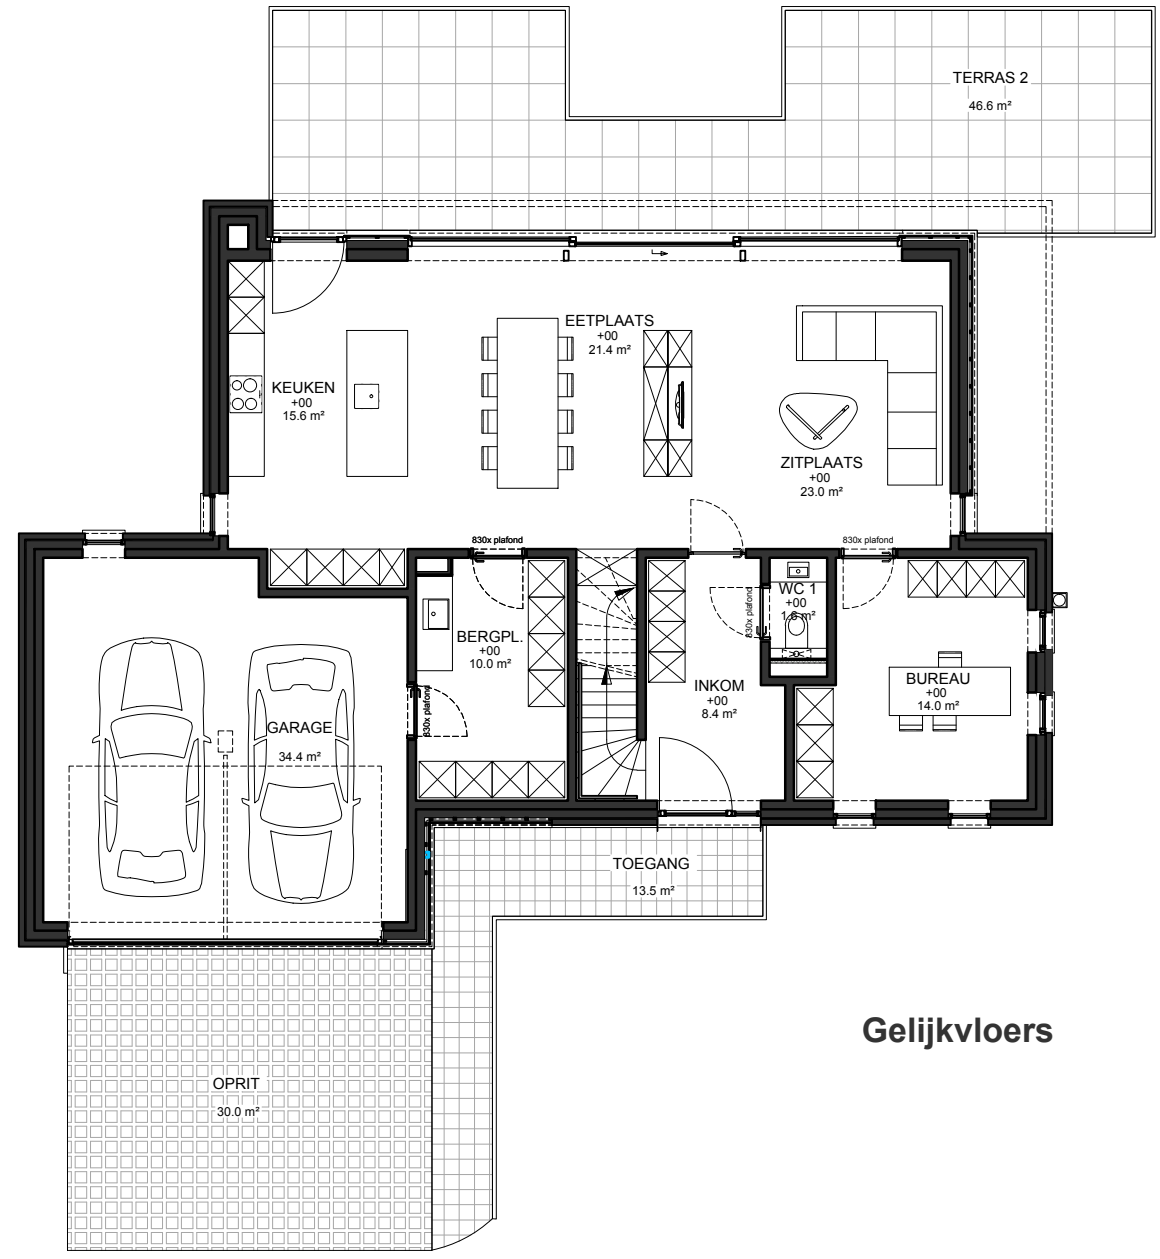 TERRAS 2
46.6 m²
EETPLAATS
+00
21.4 m²
KEUKEN
+00
15.6 m²
ZITPLAATS
+00
23.0 m²
830x plafond
830x plafond
WC 1
+00
1.6 m²
830x plafond
BERGPL.
+00
10.0 m²
INKOM
+00
8.4 m²
BUREAU
+00
14.0 m²
830x plafond
GARAGE
34.4 m²
TOEGANG
13.5 m²
Gelijkvloers
OPRIT
30.0 m²